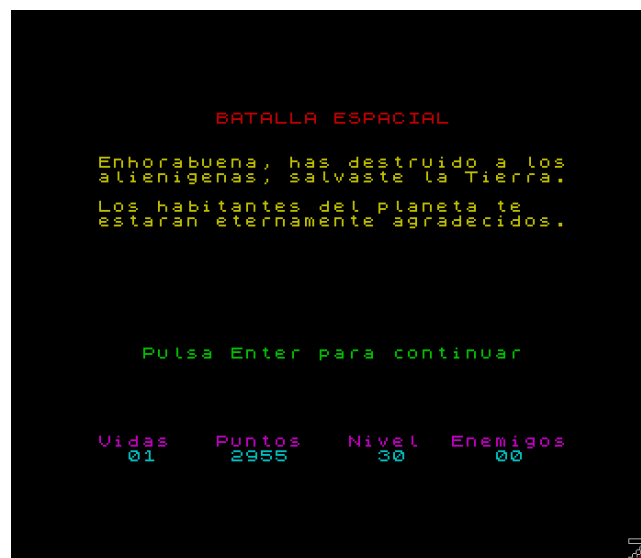 BATALLA ESPACIAL
Enhorabuena, has destruido a los
alienigenas, salvaste la Tierra.
Los habitantes del planeta te
estaran eternamente agradecidos.
Pulsa Enter para continuar
Vidas Puntos Nivel Enemigos
01 2955 30 00